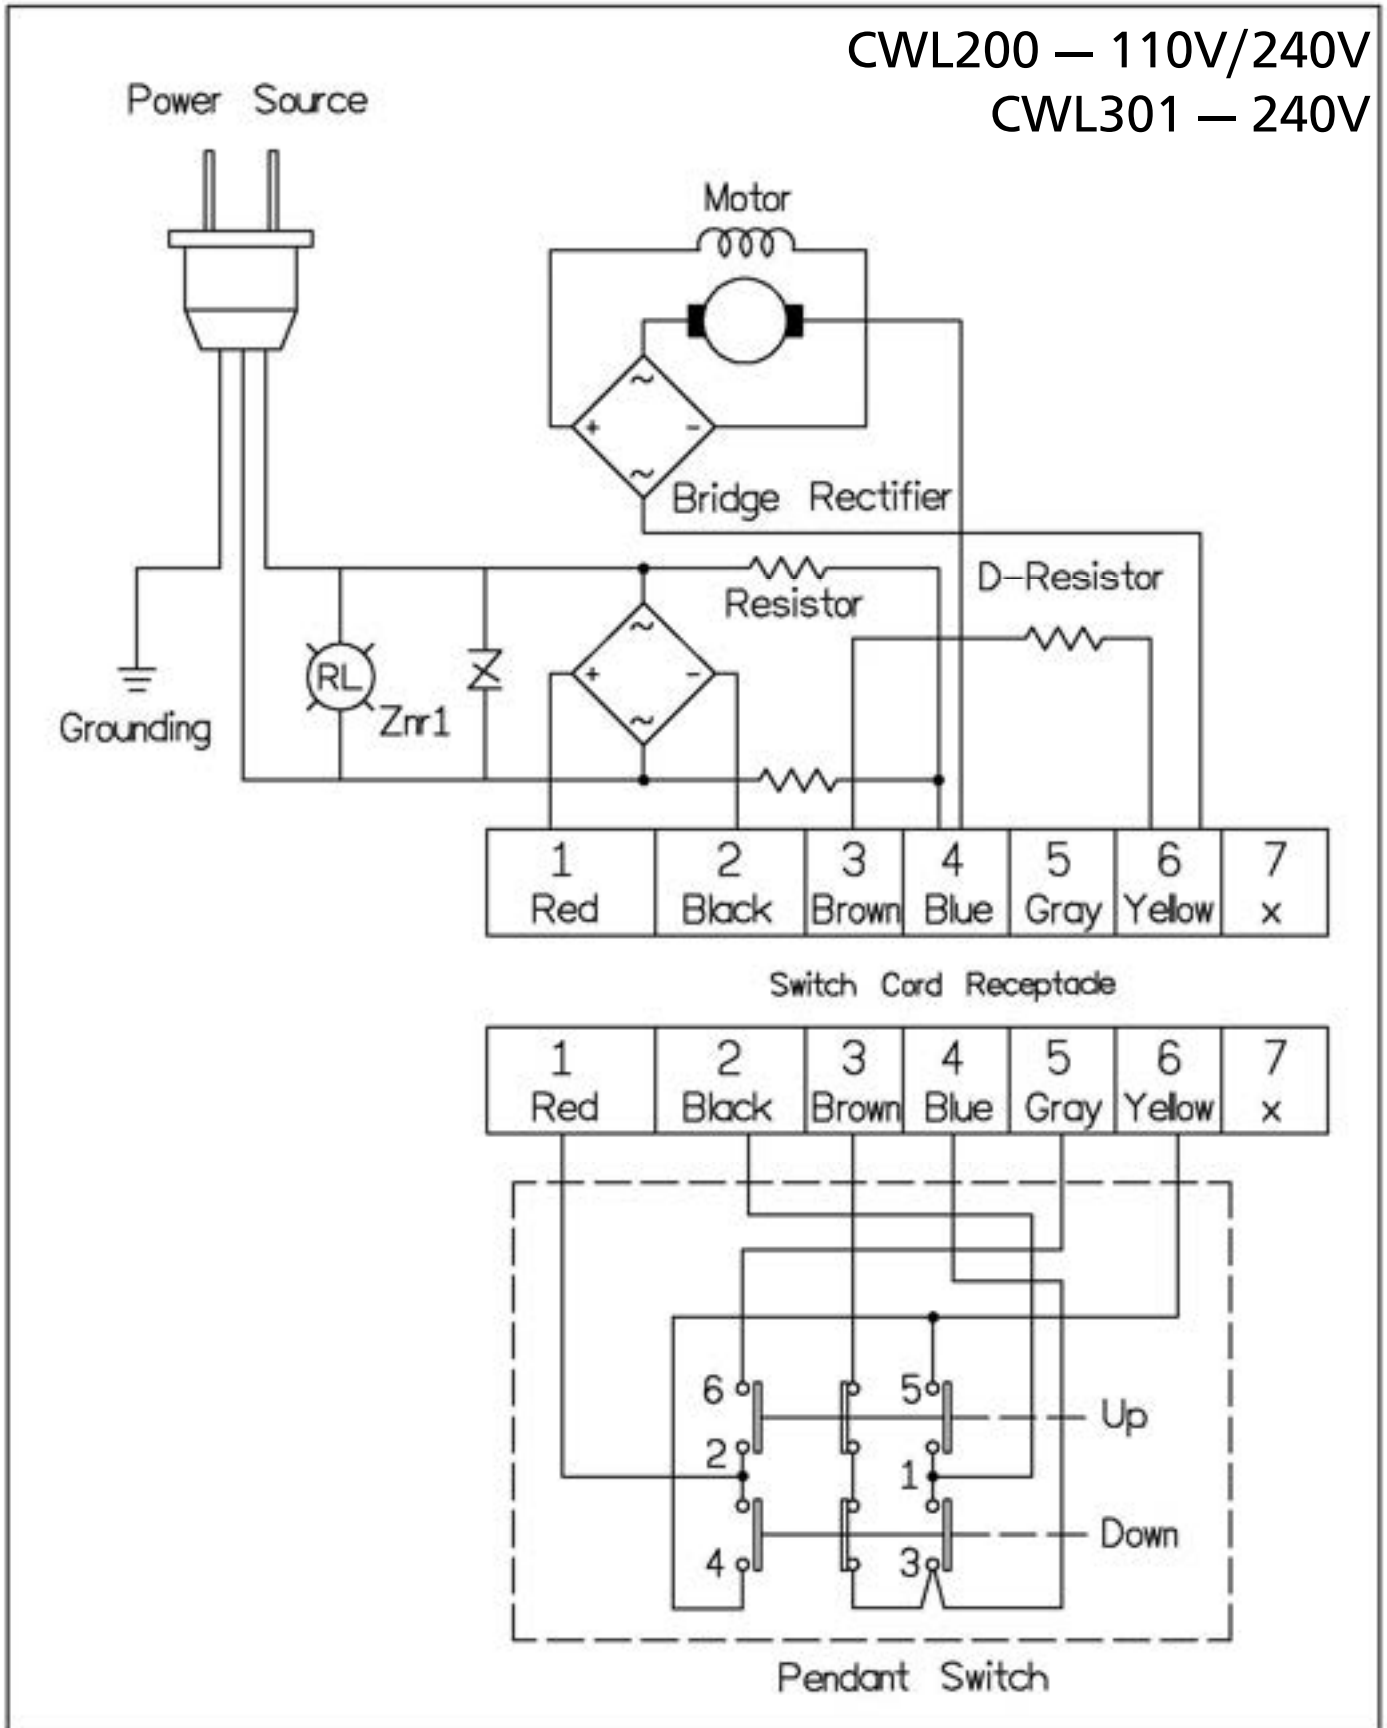 CWL200 — 110V/240V
CWL301 — 240V
Power Source
Motor
~
+ -
~
Bridge Rectifier
D-Resistor
Resistor
~
+ -
~
RL
Znr1
Grounding
1 2 3 4 5 6 7
Red Black Brown Blue Gray Yellow x
Switch Cord Receptacle
1 2 3 4 5 6 7
Red Black Brown Blue Gray Yellow x
6 5
Up
2 1
Down
4 3
Pendant Switch